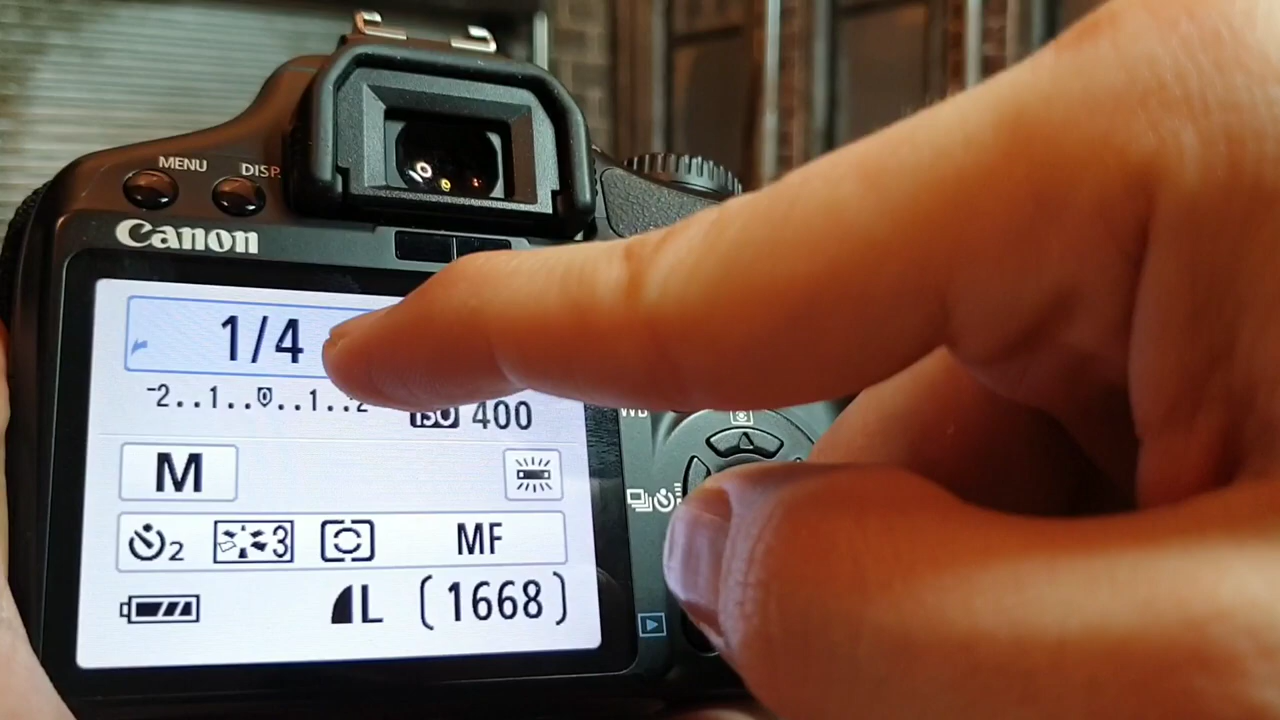 MENU DISP.
Canon
1/4
-2..1..0..1..2
ISO 400
WB
M
2 3 MF
L (1668)